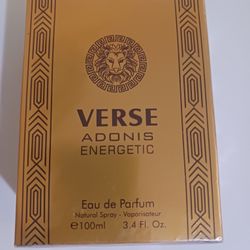 VERSE
ADONIS
ENERGETIC
Eau de Parfum
Natural Spray - Vaporisateur
℮100ml 3.4 Fl. Oz.